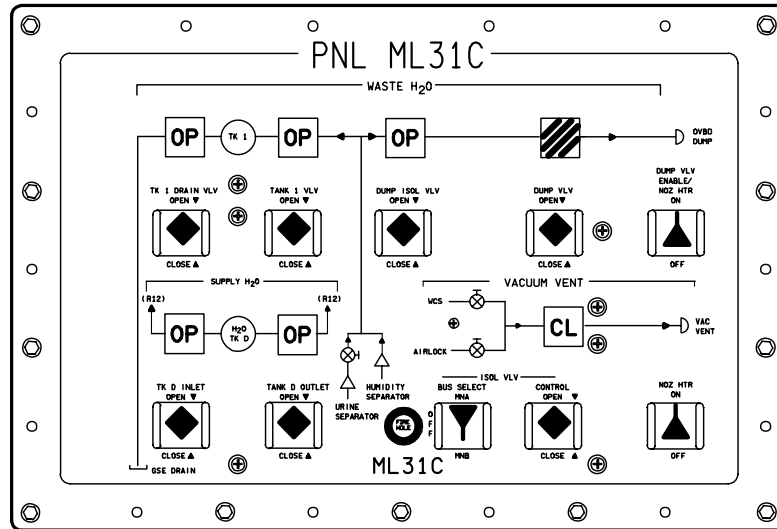 PNL ML31C
WASTE H2O
OP
TK 1
OP
OP
OVBD
DUMP
TK 1 DRAIN VLV
OPEN ▼
CLOSE ▲
TANK 1 VLV
OPEN ▼
CLOSE ▲
DUMP ISOL VLV
OPEN ▼
CLOSE ▲
DUMP VLV
OPEN ▼
CLOSE ▲
DUMP VLV
ENABLE/
NOZ HTR
ON
OFF
SUPPLY H2O
(R12)
(R12)
OP
H2O
TK D
OP
VACUUM VENT
WCS
AIRLOCK
CL
VAC
VENT
URINE
SEPARATOR
HUMIDITY
SEPARATOR
TK D INLET
OPEN ▼
CLOSE ▲
TANK D OUTLET
OPEN ▼
CLOSE ▲
FIRE
HOLE
ISOL VLV
BUS SELECT
MNA
OFF
MNB
CONTROL
OPEN ▼
CLOSE ▲
NOZ HTR
ON
OFF
GSE DRAIN
ML31C